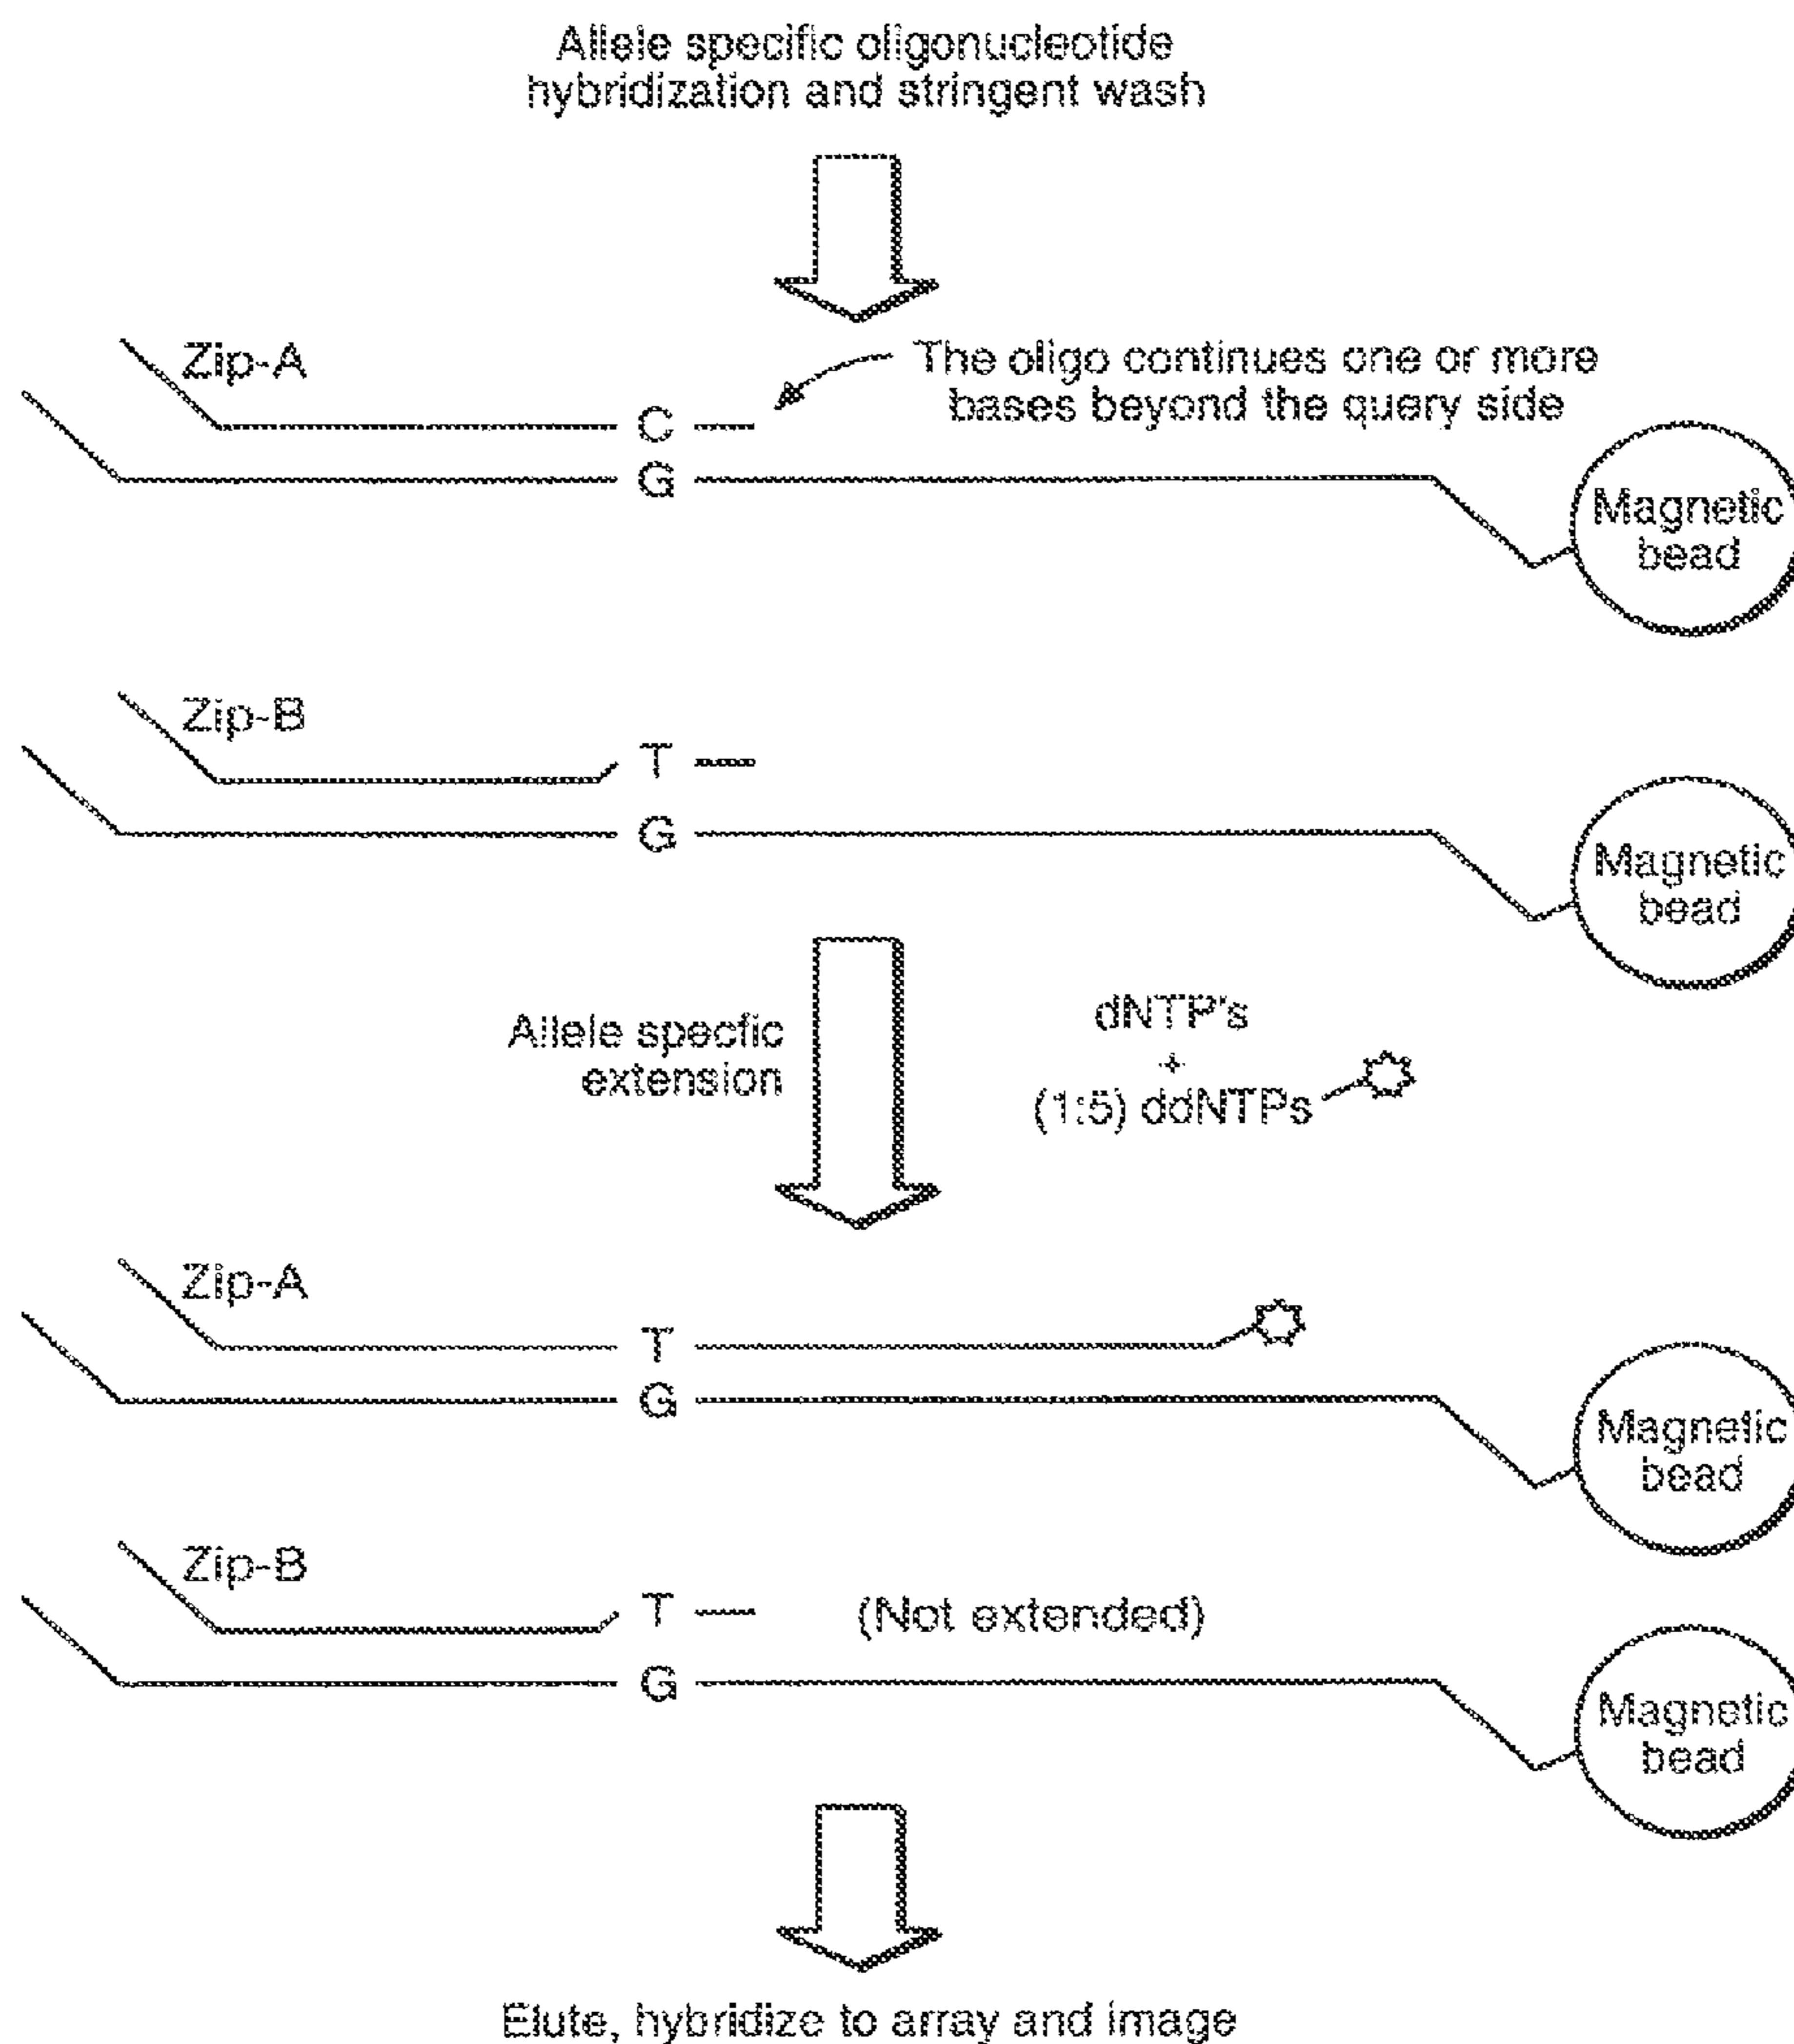 Allele specific oligonucleotide
hybridization and stringent wash
Zip-A
The oligo continues one or more
bases beyond the query side
C
G
Magnetic
bead
Zip-B
T
G
Magnetic
bead
Allele specfic
extension
dNTP's
+
(1:5) ddNTPs
Zip-A
T
G
Magnetic
bead
Zip-B
T
(Not extended)
G
Magnetic
bead
Elute, hybridize to array and image